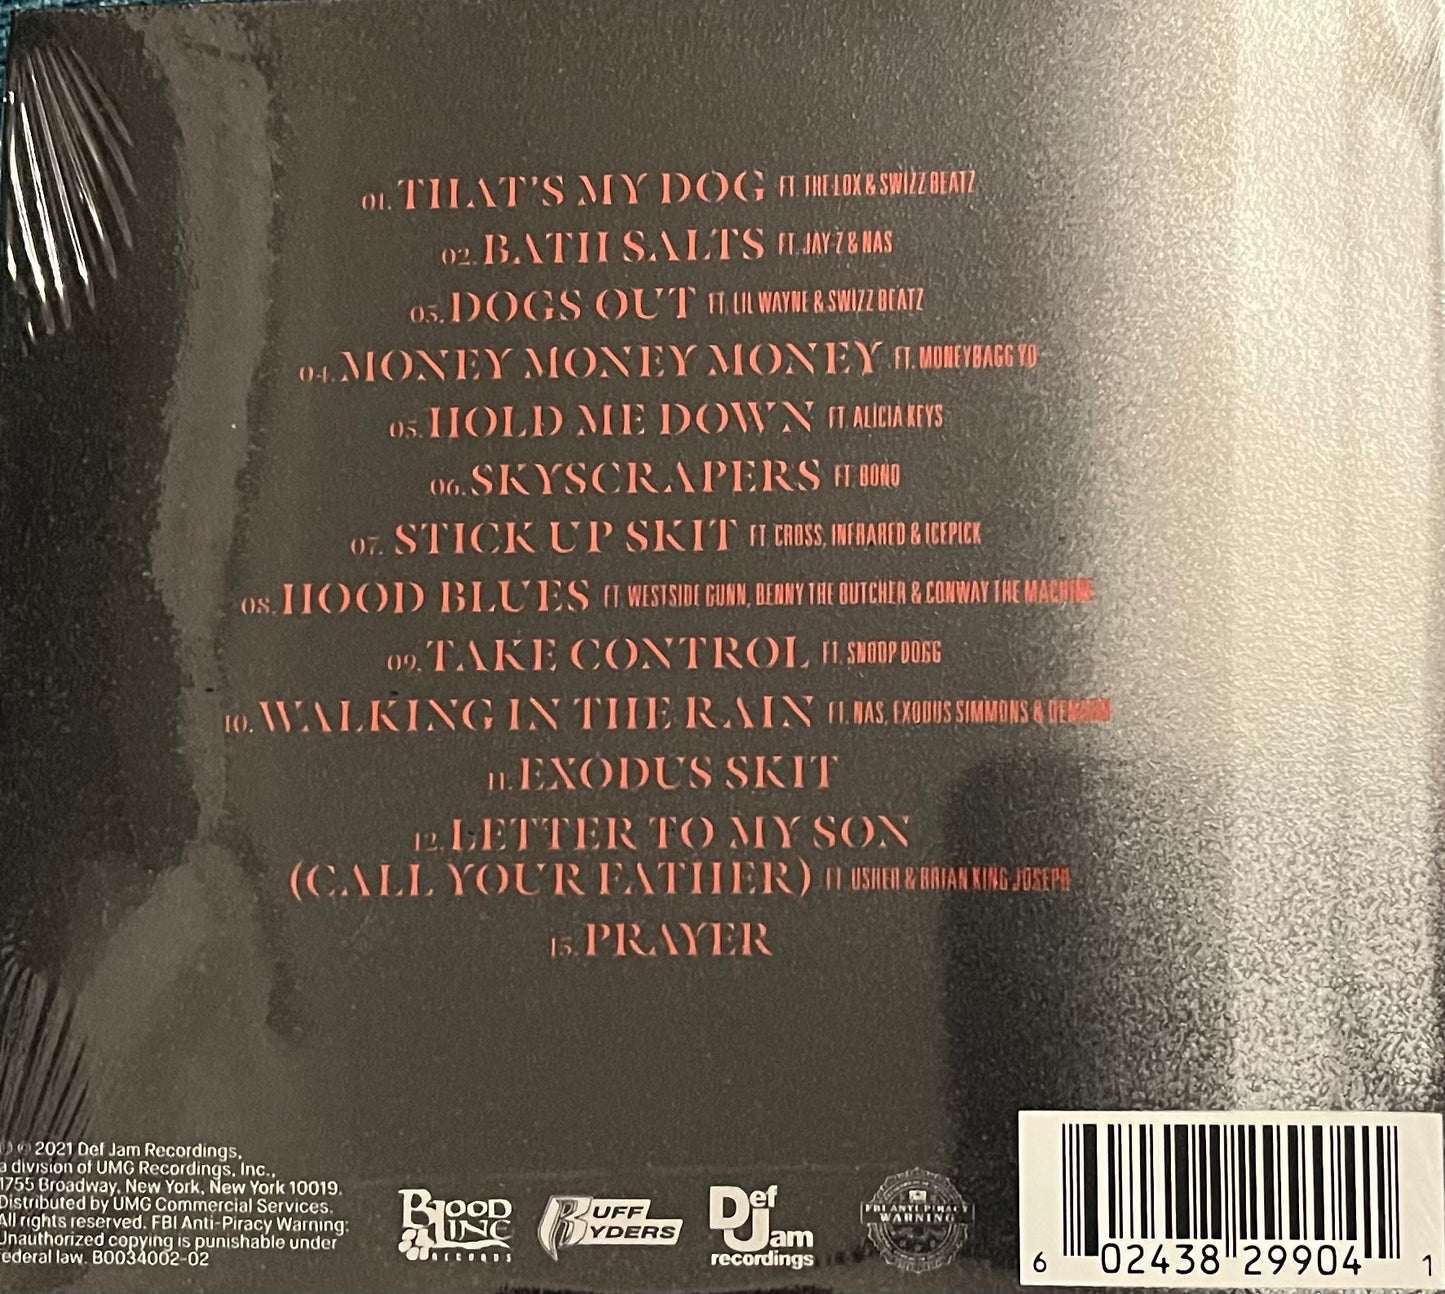 01. THAT'S MY DOG FT. THE LOX & SWIZZ BEATZ
02. BATH SALTS FT. JAY-Z & NAS
03. DOGS OUT FT. LIL WAYNE & SWIZZ BEATZ
04. MONEY MONEY MONEY FT. MONEYBAGG YO
05. HOLD ME DOWN FT. ALICIA KEYS
06. SKYSCRAPERS FT. BONO
07. STICK UP SKIT FT. CROSS, INFRARED & ICEPICK
08. HOOD BLUES FT. WESTSIDE GUNN, BENNY THE BUTCHER & CONWAY THE MACHINE
09. TAKE CONTROL FT. SNOOP DOGG
10. WALKING IN THE RAIN FT. NAS, EXODUS SIMMONS & DENAUN
11. EXODUS SKIT
12. LETTER TO MY SON
(CALL YOUR FATHER) FT. USHER & BRIAN KING JOSEPH
13. PRAYER
℗ © 2021 Def Jam Recordings,
a division of UMG Recordings, Inc.,
1755 Broadway, New York, New York 10019.
Distributed by UMG Commercial Services.
All rights reserved. FBI Anti-Piracy Warning:
Unauthorized copying is punishable under
federal law. B0034002-02
BLOOD LINE RECORDS
RUFF RYDERS
Def Jam recordings
FBI ANTI-PIRACY WARNING
6 02438 29904 1